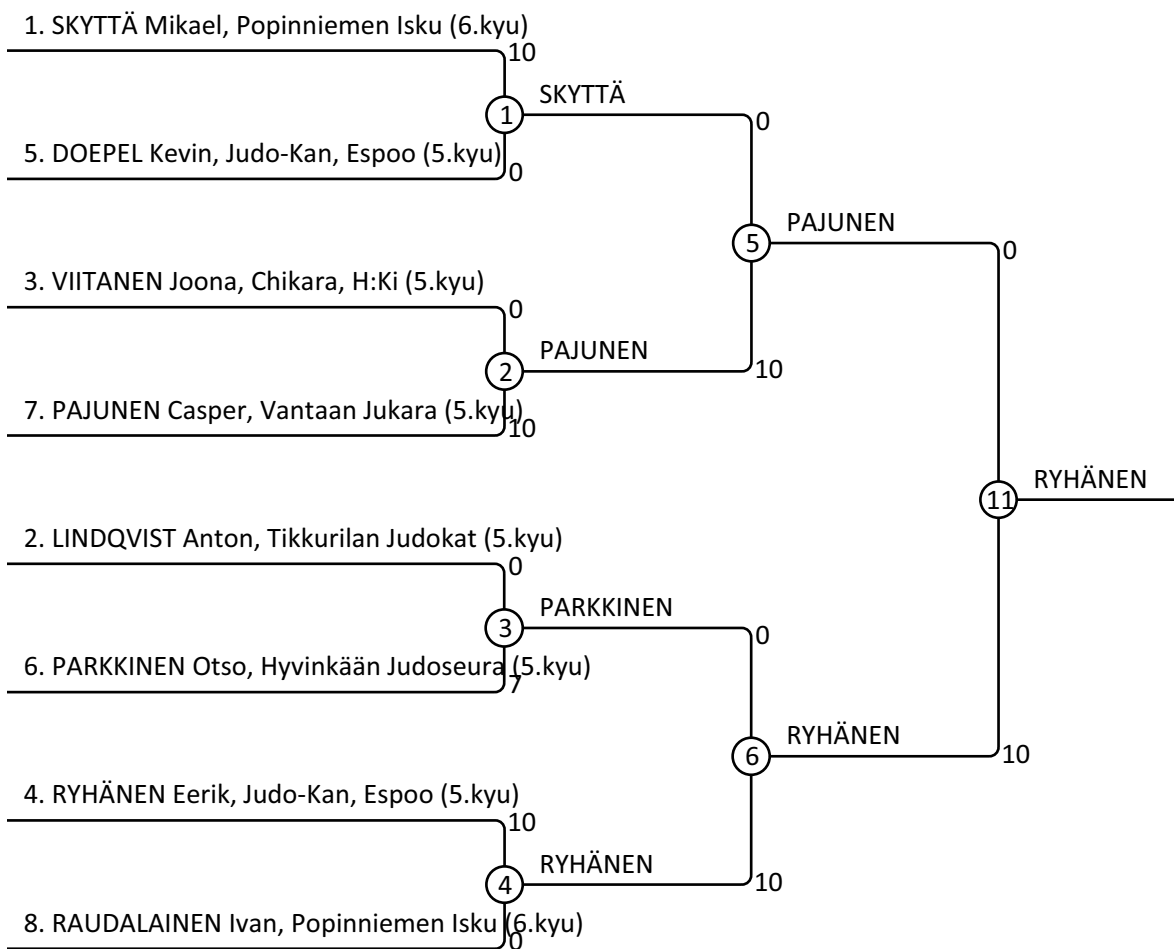 1. SKYTTÄ Mikael, Popinniemen Isku (6.kyu)
10
1
SKYTTÄ
0
5. DOEPEL Kevin, Judo-Kan, Espoo (5.kyu)
0
5
PAJUNEN
0
3. VIITANEN Joona, Chikara, H:Ki (5.kyu)
0
2
PAJUNEN
10
7. PAJUNEN Casper, Vantaan Jukara (5.kyu)
10
11
RYHÄNEN
2. LINDQVIST Anton, Tikkurilan Judokat (5.kyu)
0
3
PARKKINEN
0
6. PARKKINEN Otso, Hyvinkään Judoseura (5.kyu)
7
6
RYHÄNEN
10
4. RYHÄNEN Eerik, Judo-Kan, Espoo (5.kyu)
10
4
RYHÄNEN
10
8. RAUDALAINEN Ivan, Popinniemen Isku (6.kyu)
0